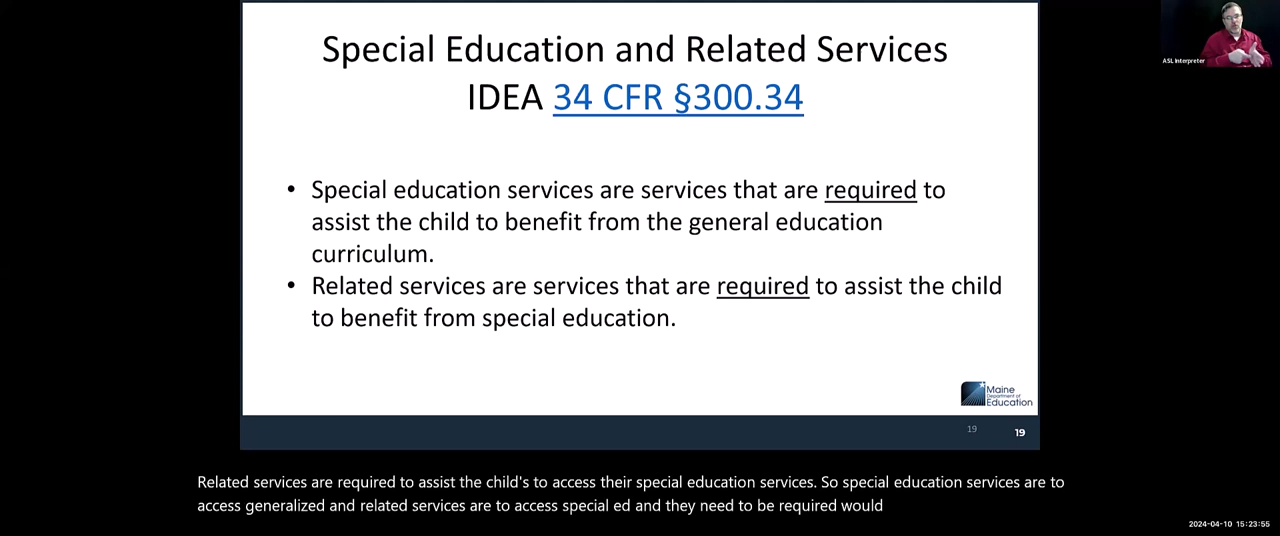 Special Education and Related Services
IDEA 34 CFR §300.34
• Special education services are services that are required to
assist the child to benefit from the general education
curriculum.
• Related services are services that are required to assist the child
to benefit from special education.
Maine
Department of
Education
19
19
ASL Interpreter
Related services are required to assist the child's to access their special education services. So special education services are to
access generalized and related services are to access special ed and they need to be required would
2024-04-10 15:23:55